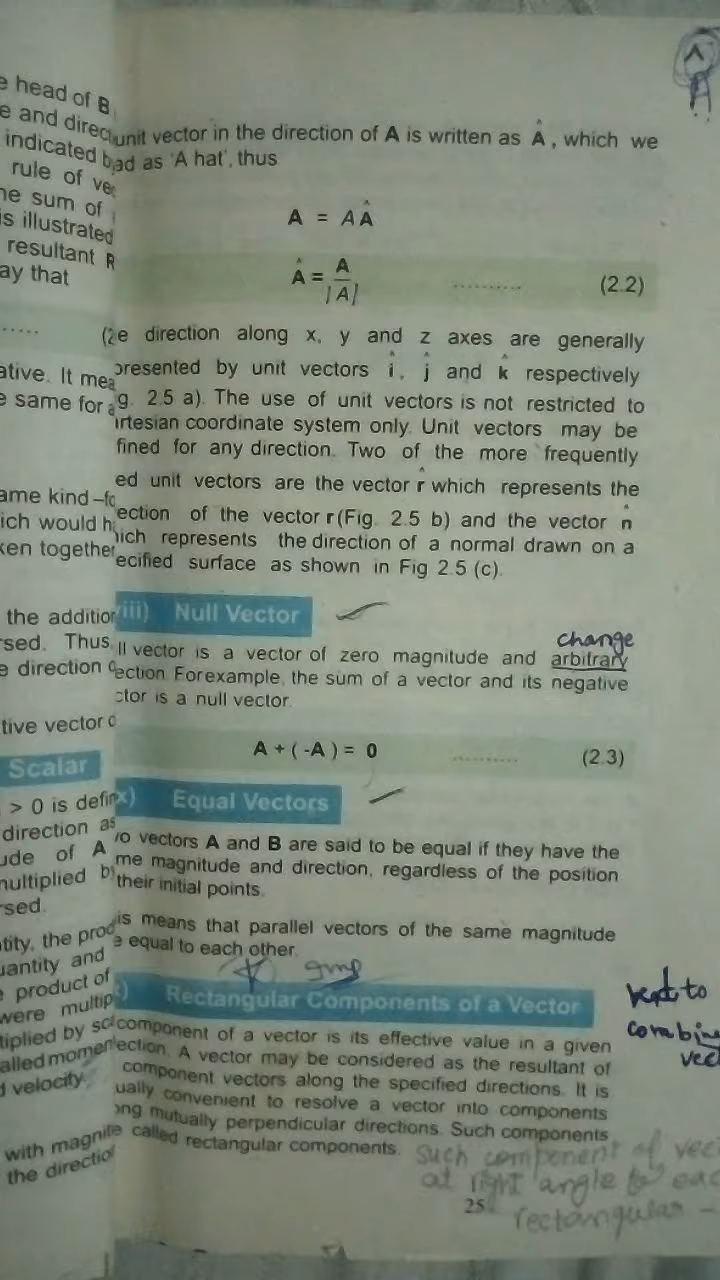 e head of B
e and direc
indicated b
rule of ve
he sum of
is illustrated
resultant R
ay that
.....
(2
ative. It mea
e same for a
ame kind –fo
ich would h
ken together
the addition
rsed. Thus
e direction o
tive vector o
Scalar
> 0 is defin
direction as
ude of A
multiplied by
rsed.
tity, the prod
uantity and
e product of
were multip
tiplied by sca
alled momen
d velocity.
with magni
the directio
unit vector in the direction of A is written as Â, which we
ad as 'A hat', thus
A = A Â
Â = A / |A| .......... (2.2)
e direction along x, y and z axes are generally
presented by unit vectors î, ĵ and k̂ respectively
g. 2.5 a). The use of unit vectors is not restricted to
rtesian coordinate system only. Unit vectors may be
fined for any direction. Two of the more frequently
ed unit vectors are the vector r̂ which represents the
ection of the vector r (Fig. 2.5 b) and the vector n̂
hich represents the direction of a normal drawn on a
ecified surface as shown in Fig 2.5 (c).
iii) Null Vector
change
ll vector is a vector of zero magnitude and arbitrary
ection. For example, the sum of a vector and its negative
ctor is a null vector.
A + ( -A ) = 0 .......... (2.3)
x) Equal Vectors
o vectors A and B are said to be equal if they have the
me magnitude and direction, regardless of the position
their initial points.
is means that parallel vectors of the same magnitude
e equal to each other.
imp
) Rectangular Components of a Vector
combin
vec
component of a vector is its effective value in a given
ection. A vector may be considered as the resultant of
component vectors along the specified directions. It is
ually convenient to resolve a vector into components
ong mutually perpendicular directions. Such components
e called rectangular components.
Such component of vec
at right angle to eac
rectangular -
25